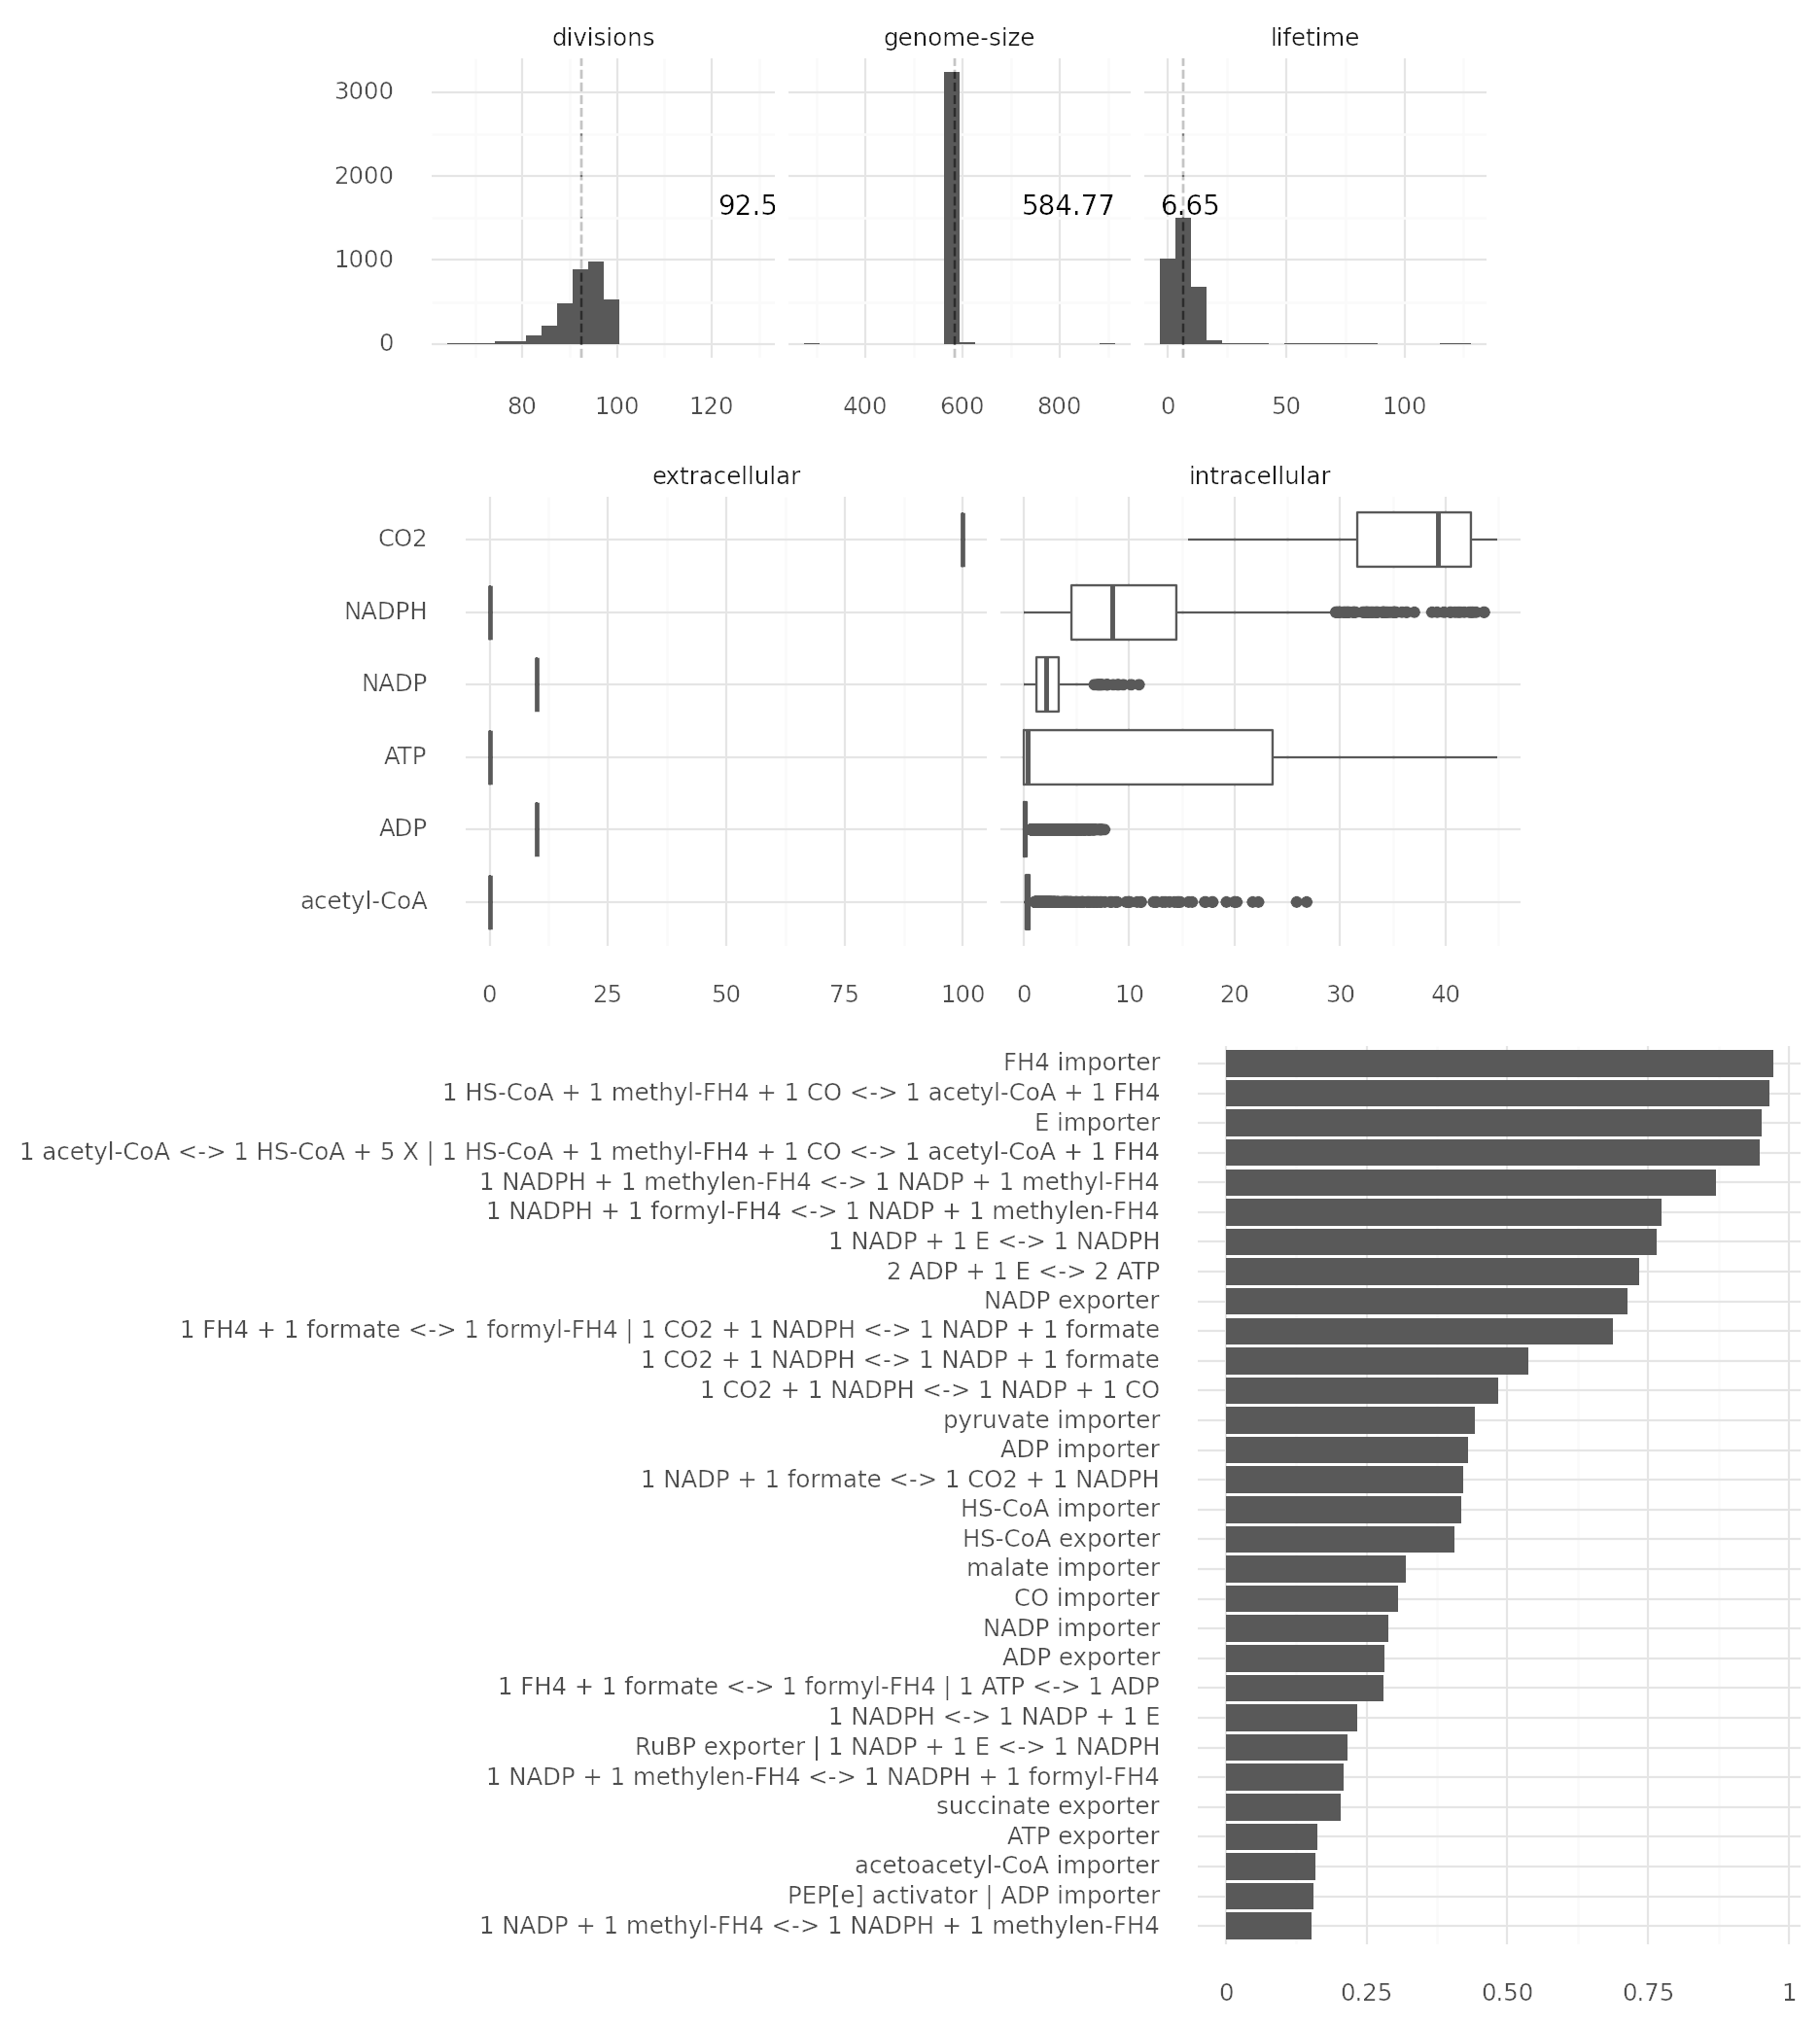 divisions genome-size lifetime
3000
2000
92.5 584.77 6.65
1000
0
80 100 120 400 600 800 0 50 100
extracellular intracellular
CO2
NADPH
NADP
ATP
ADP
acetyl-CoA
0 25 50 75 100 0 10 20 30 40
FH4 importer
1 HS-CoA + 1 methyl-FH4 + 1 CO <-> 1 acetyl-CoA + 1 FH4
E importer
1 acetyl-CoA <-> 1 HS-CoA + 5 X | 1 HS-CoA + 1 methyl-FH4 + 1 CO <-> 1 acetyl-CoA + 1 FH4
1 NADPH + 1 methylen-FH4 <-> 1 NADP + 1 methyl-FH4
1 NADPH + 1 formyl-FH4 <-> 1 NADP + 1 methylen-FH4
1 NADP + 1 E <-> 1 NADPH
2 ADP + 1 E <-> 2 ATP
NADP exporter
1 FH4 + 1 formate <-> 1 formyl-FH4 | 1 CO2 + 1 NADPH <-> 1 NADP + 1 formate
1 CO2 + 1 NADPH <-> 1 NADP + 1 formate
1 CO2 + 1 NADPH <-> 1 NADP + 1 CO
pyruvate importer
ADP importer
1 NADP + 1 formate <-> 1 CO2 + 1 NADPH
HS-CoA importer
HS-CoA exporter
malate importer
CO importer
NADP importer
ADP exporter
1 FH4 + 1 formate <-> 1 formyl-FH4 | 1 ATP <-> 1 ADP
1 NADPH <-> 1 NADP + 1 E
RuBP exporter | 1 NADP + 1 E <-> 1 NADPH
1 NADP + 1 methylen-FH4 <-> 1 NADPH + 1 formyl-FH4
succinate exporter
ATP exporter
acetoacetyl-CoA importer
PEP[e] activator | ADP importer
1 NADP + 1 methyl-FH4 <-> 1 NADPH + 1 methylen-FH4
0 0.25 0.50 0.75 1